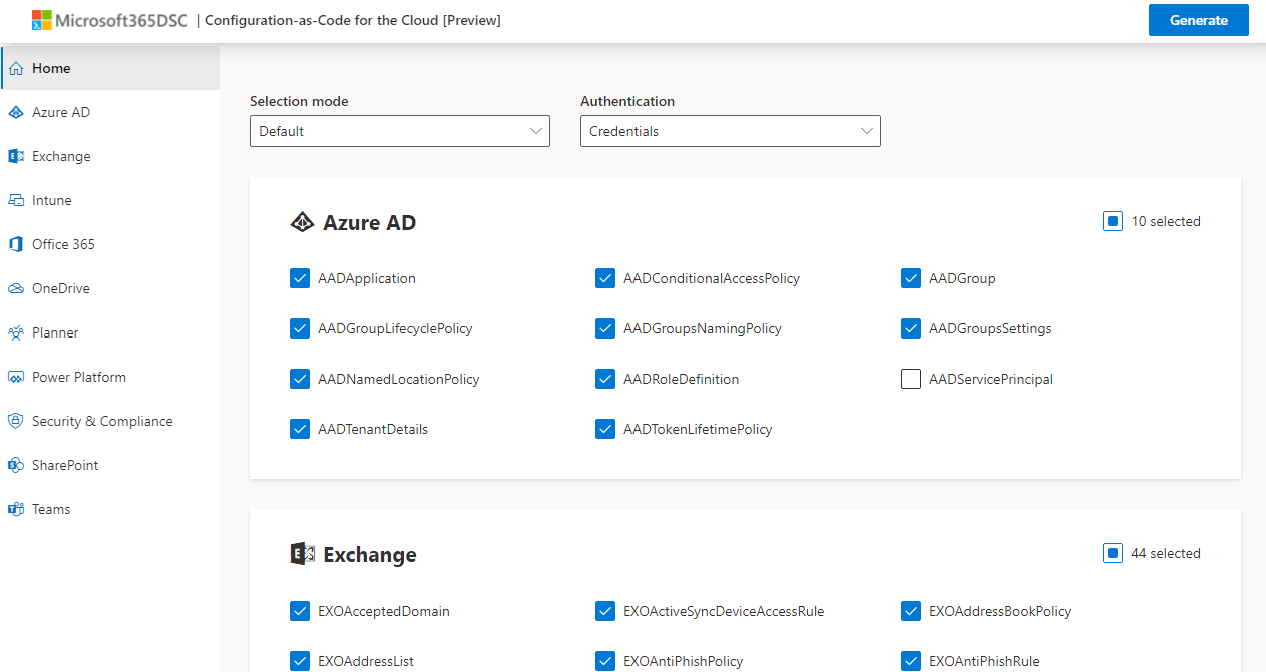 Microsoft365DSC | Configuration-as-Code for the Cloud [Preview]
Generate
Home
Azure AD
Exchange
Intune
Office 365
OneDrive
Planner
Power Platform
Security & Compliance
SharePoint
Teams
Selection mode
Default
Authentication
Credentials
Azure AD
10 selected
AADApplication
AADConditionalAccessPolicy
AADGroup
AADGroupLifecyclePolicy
AADGroupsNamingPolicy
AADGroupsSettings
AADNamedLocationPolicy
AADRoleDefinition
AADServicePrincipal
AADTenantDetails
AADTokenLifetimePolicy
Exchange
44 selected
EXOAcceptedDomain
EXOActiveSyncDeviceAccessRule
EXOAddressBookPolicy
EXOAddressList
EXOAntiPhishPolicy
EXOAntiPhishRule